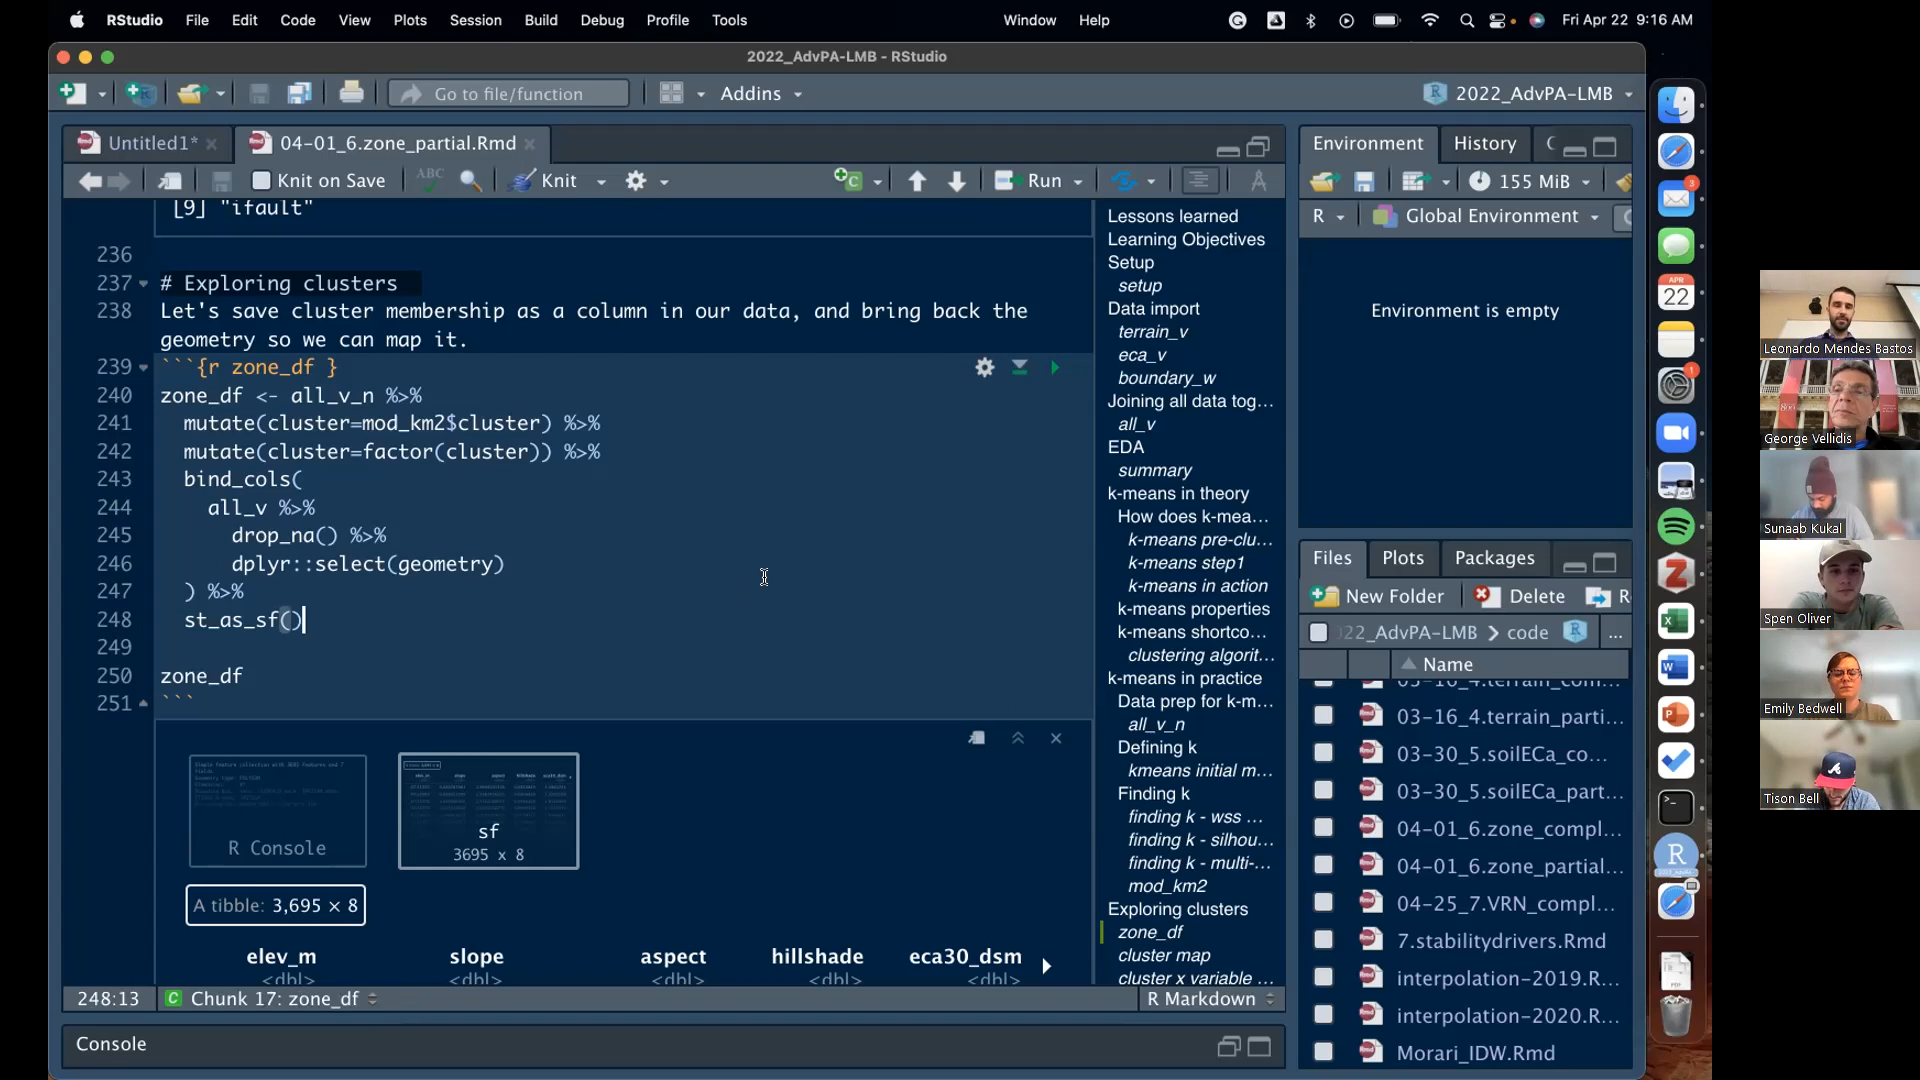 RStudio File Edit Code View Plots Session Build Debug Profile Tools Window Help Fri Apr 22 9:16 AM
2022_AdvPA-LMB - RStudio
Go to file/function Addins 2022_AdvPA-LMB
Untitled1* 04-01_6.zone_partial.Rmd
Knit on Save ABC Knit Run
[9] "ifault"
236
237 # Exploring clusters
238 Let's save cluster membership as a column in our data, and bring back the
geometry so we can map it.
239 ```{r zone_df }
240 zone_df <- all_v_n %>%
241 mutate(cluster=mod_km2$cluster) %>%
242 mutate(cluster=factor(cluster)) %>%
243 bind_cols(
244 all_v %>%
245 drop_na() %>%
246 dplyr::select(geometry)
247 ) %>%
248 st_as_sf()
249
250 zone_df
251 ```
R Console
sf
3695 x 8
A tibble: 3,695 × 8
elev_m slope aspect hillshade eca30_dsm
<dbl> <dbl> <dbl> <dbl> <dbl>
248:13 Chunk 17: zone_df R Markdown
Console
Lessons learned
Learning Objectives
Setup
setup
Data import
terrain_v
eca_v
boundary_w
Joining all data tog...
all_v
EDA
summary
k-means in theory
How does k-mea...
k-means pre-clu...
k-means step1
k-means in action
k-means properties
k-means shortco...
clustering algorit...
k-means in practice
Data prep for k-m...
all_v_n
Defining k
kmeans initial m...
Finding k
finding k - wss ...
finding k - silhou...
finding k - multi-...
mod_km2
Exploring clusters
zone_df
cluster map
cluster x variable ...
Environment History C
155 MiB
R Global Environment
Environment is empty
Files Plots Packages
New Folder Delete R
022_AdvPA-LMB code ...
Name
03-16_4.terrain_com...
03-16_4.terrain_parti...
03-30_5.soilECa_co...
03-30_5.soilECa_part...
04-01_6.zone_compl...
04-01_6.zone_partial...
04-25_7.VRN_compl...
7.stabilitydrivers.Rmd
interpolation-2019.R...
interpolation-2020.R...
Morari_IDW.Rmd
3
APR
22
1
Leonardo Mendes Bastos
George Vellidis
Sunaab Kukal
Spen Oliver
Emily Bedwell
Tison Bell